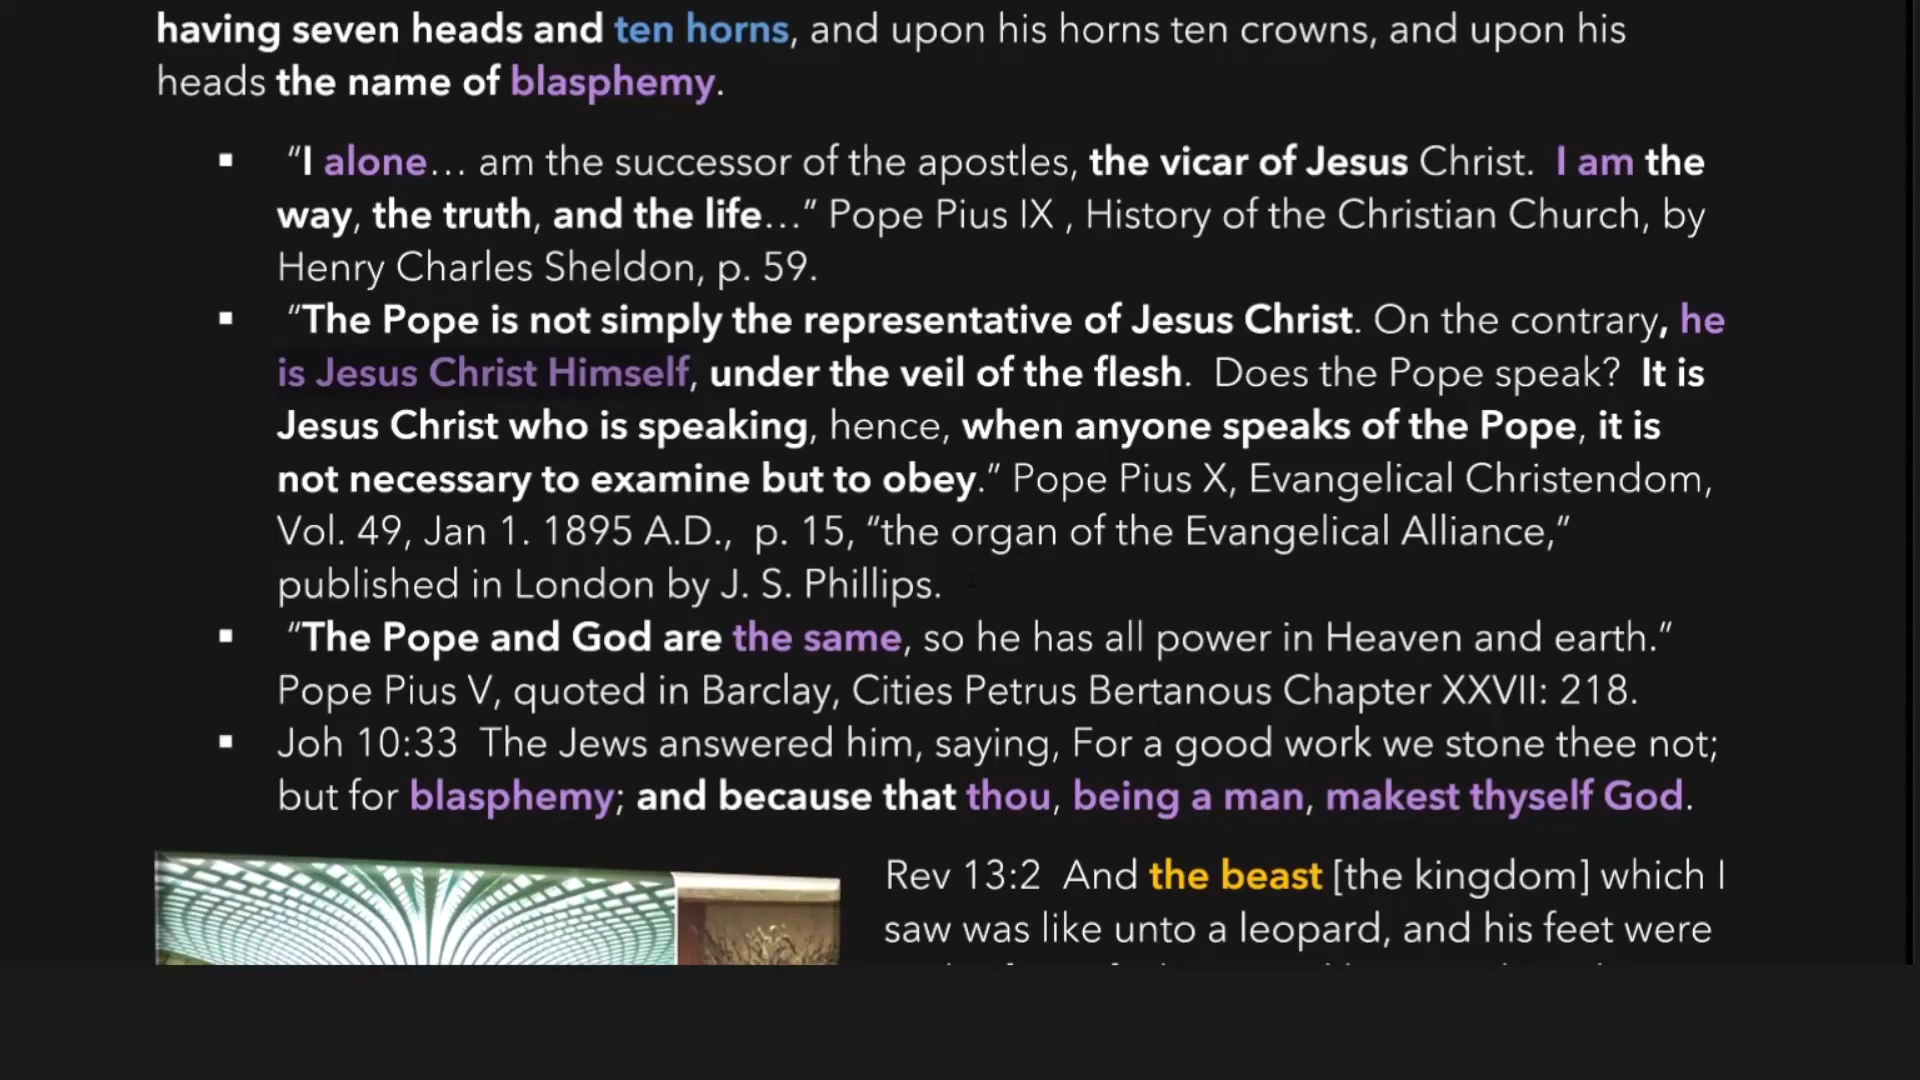 having seven heads and ten horns, and upon his horns ten crowns, and upon his
heads the name of blasphemy.
▪ “I alone… am the successor of the apostles, the vicar of Jesus Christ.  I am the
way, the truth, and the life…” Pope Pius IX , History of the Christian Church, by
Henry Charles Sheldon, p. 59.
▪ “The Pope is not simply the representative of Jesus Christ. On the contrary, he
is Jesus Christ Himself, under the veil of the flesh.  Does the Pope speak?  It is
Jesus Christ who is speaking, hence, when anyone speaks of the Pope, it is
not necessary to examine but to obey.” Pope Pius X, Evangelical Christendom,
Vol. 49, Jan 1. 1895 A.D.,  p. 15, “the organ of the Evangelical Alliance,”
published in London by J. S. Phillips.
▪ “The Pope and God are the same, so he has all power in Heaven and earth.”
Pope Pius V, quoted in Barclay, Cities Petrus Bertanous Chapter XXVII: 218.
▪ Joh 10:33  The Jews answered him, saying, For a good work we stone thee not;
but for blasphemy; and because that thou, being a man, makest thyself God.
Rev 13:2  And the beast [the kingdom] which I
saw was like unto a leopard, and his feet were